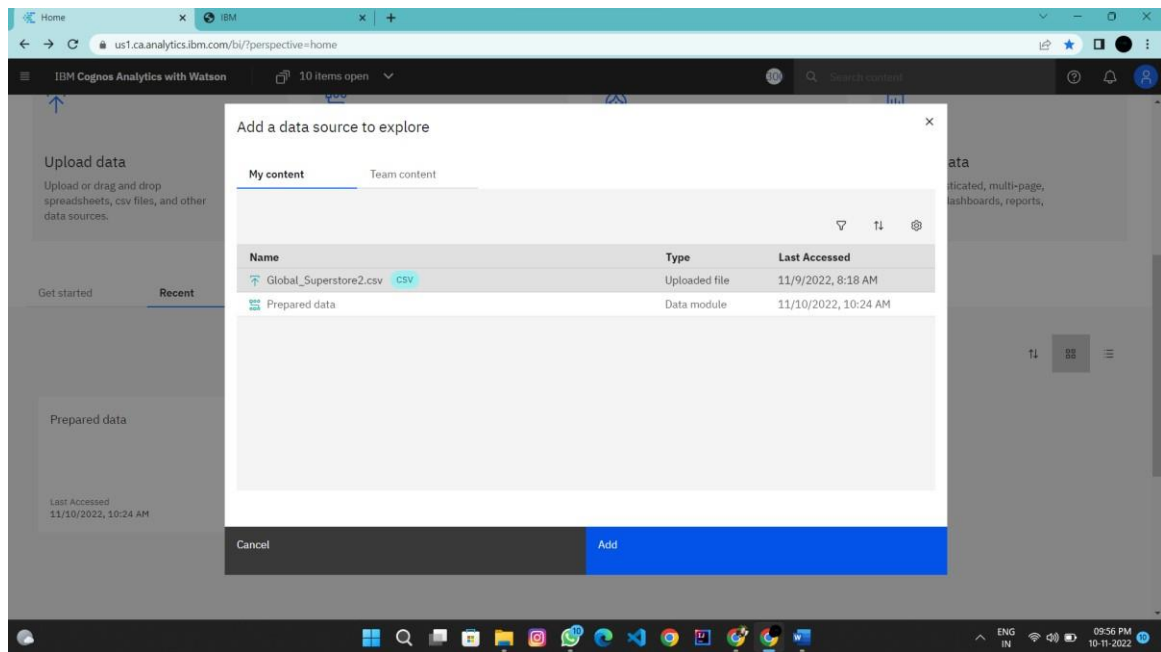 Home
IBM
us1.ca.analytics.ibm.com/bi/?perspective=home
IBM Cognos Analytics with Watson
10 items open
10
Search content
Add a data source to explore
Upload data
Upload or drag and drop
spreadsheets, csv files, and other
data sources.
My content Team content
ata
ticated, multi-page,
dashboards, reports,
Name Type Last Accessed
Global_Superstore2.csv CSV Uploaded file 11/9/2022, 8:18 AM
Prepared data Data module 11/10/2022, 10:24 AM
Get started Recent
Prepared data
Last Accessed
11/10/2022, 10:24 AM
Cancel Add
ENG
IN
09:56 PM
10-11-2022
10